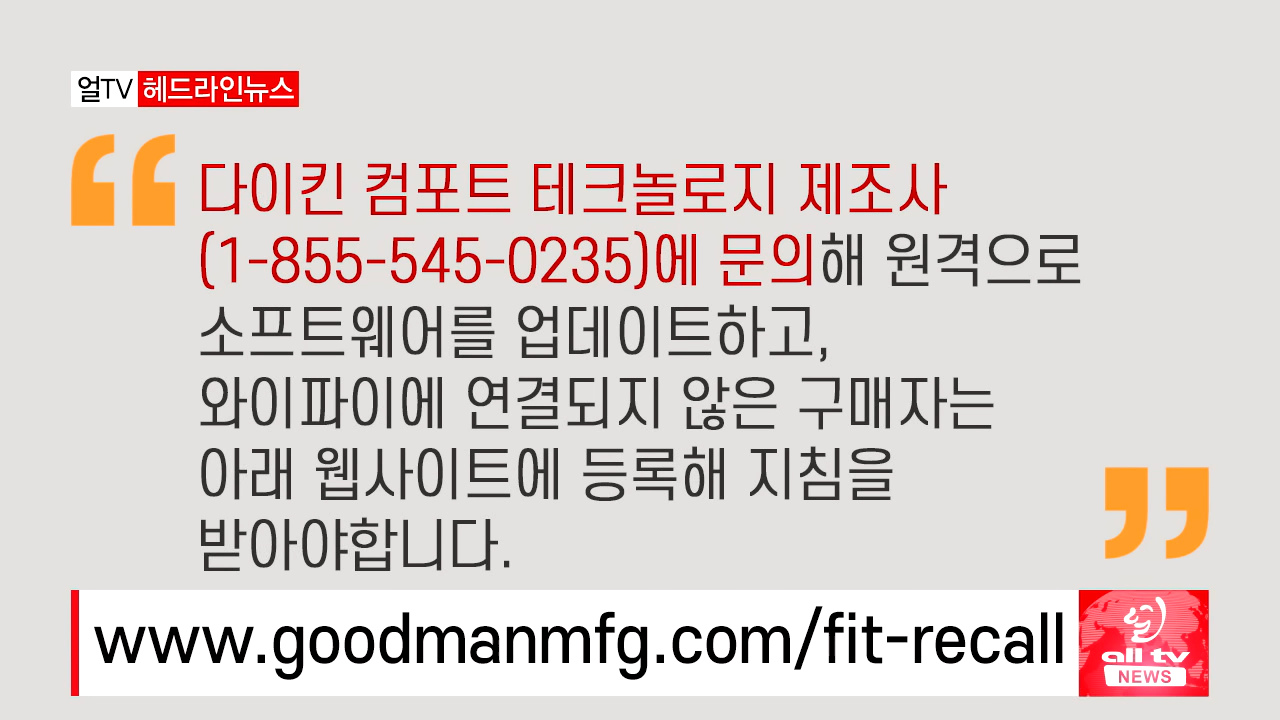 얼TV 헤드라인뉴스
다이킨 컴포트 테크놀로지 제조사
(1-855-545-0235)에 문의해 원격으로
소프트웨어를 업데이트하고,
와이파이에 연결되지 않은 구매자는
아래 웹사이트에 등록해 지침을
받아야합니다.
www.goodmanmfg.com/fit-recall
all tv
NEWS